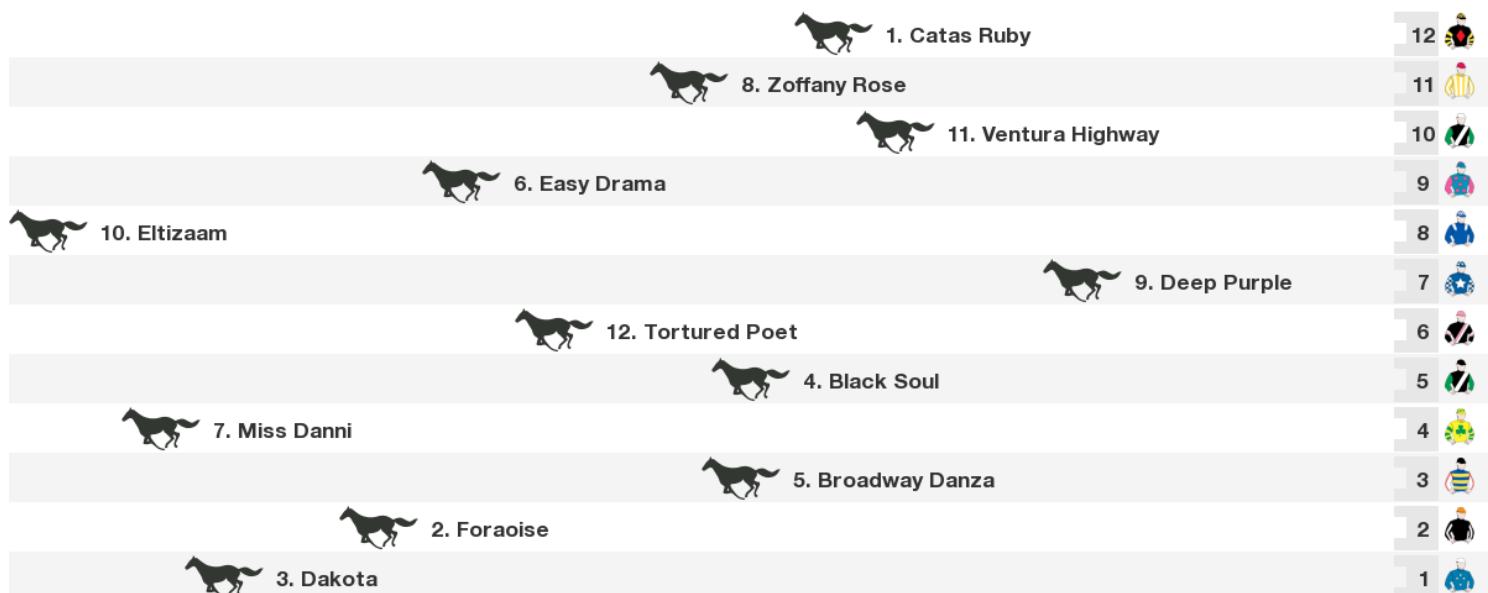 1. Catas Ruby 12
8. Zoffany Rose 11
11. Ventura Highway 10
6. Easy Drama 9
10. Eltizaam 8
9. Deep Purple 7
12. Tortured Poet 6
4. Black Soul 5
7. Miss Danni 4
5. Broadway Danza 3
2. Foraoise 2
3. Dakota 1